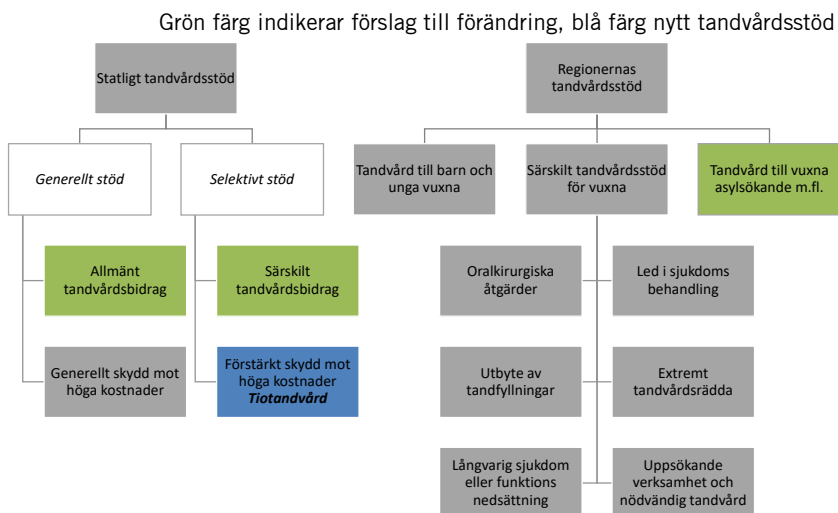 Grön färg indikerar förslag till förändring, blå färg nytt tandvårdsstöd
Statligt tandvårdsstöd
Generellt stöd
Selektivt stöd
Allmänt
tandvårdsbidrag
Särskilt
tandvårdsbidrag
Generellt skydd mot
höga kostnader
Förstärkt skydd mot
höga kostnader
Tiotandvård
Regionernas
tandvårdsstöd
Tandvård till barn och
unga vuxna
Särskilt tandvårdsstöd
för vuxna
Tandvård till vuxna
asylsökande m.fl.
Oralkirurgiska
åtgärder
Led i sjukdoms
behandling
Utbyte av
tandfyllningar
Extremt
tandvårdsrädda
Långvarig sjukdom
eller funktions
nedsättning
Uppsökande
verksamhet och
nödvändig tandvård